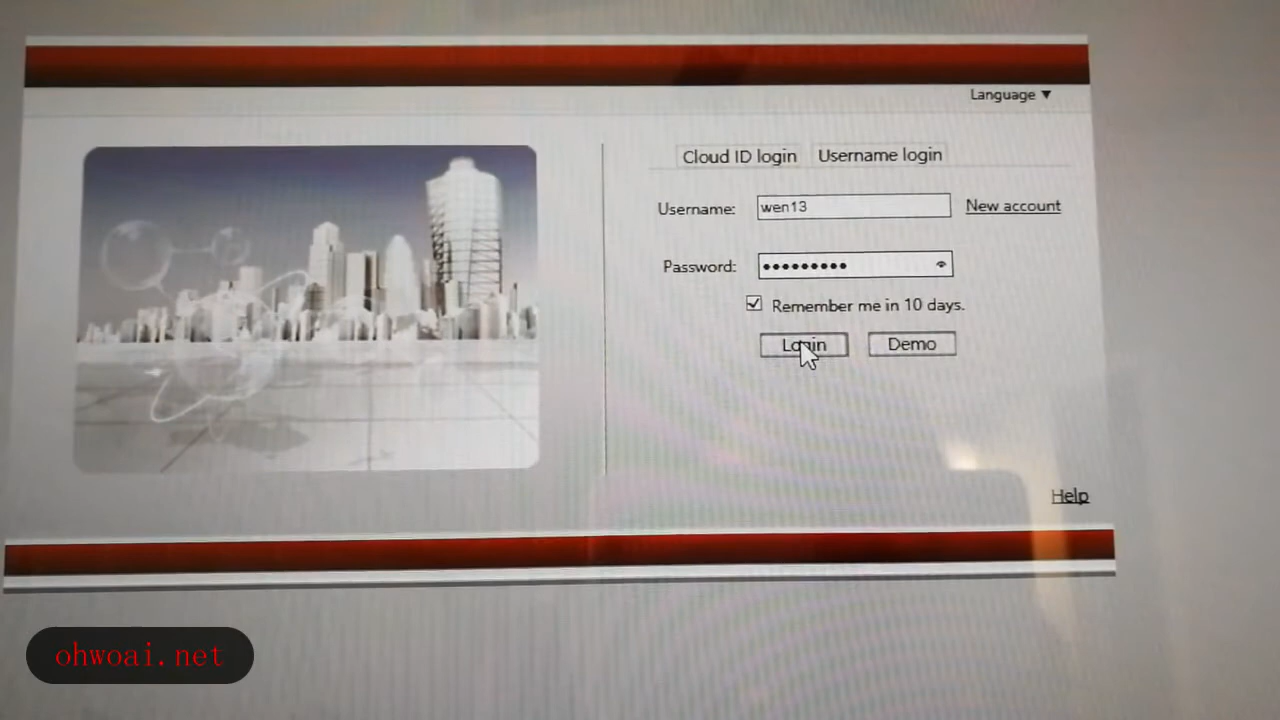 Language ▼
Cloud ID login Username login
Username: wen13 New account
Password: •••••••••
Remember me in 10 days.
Login Demo
Help
ohwoai.net